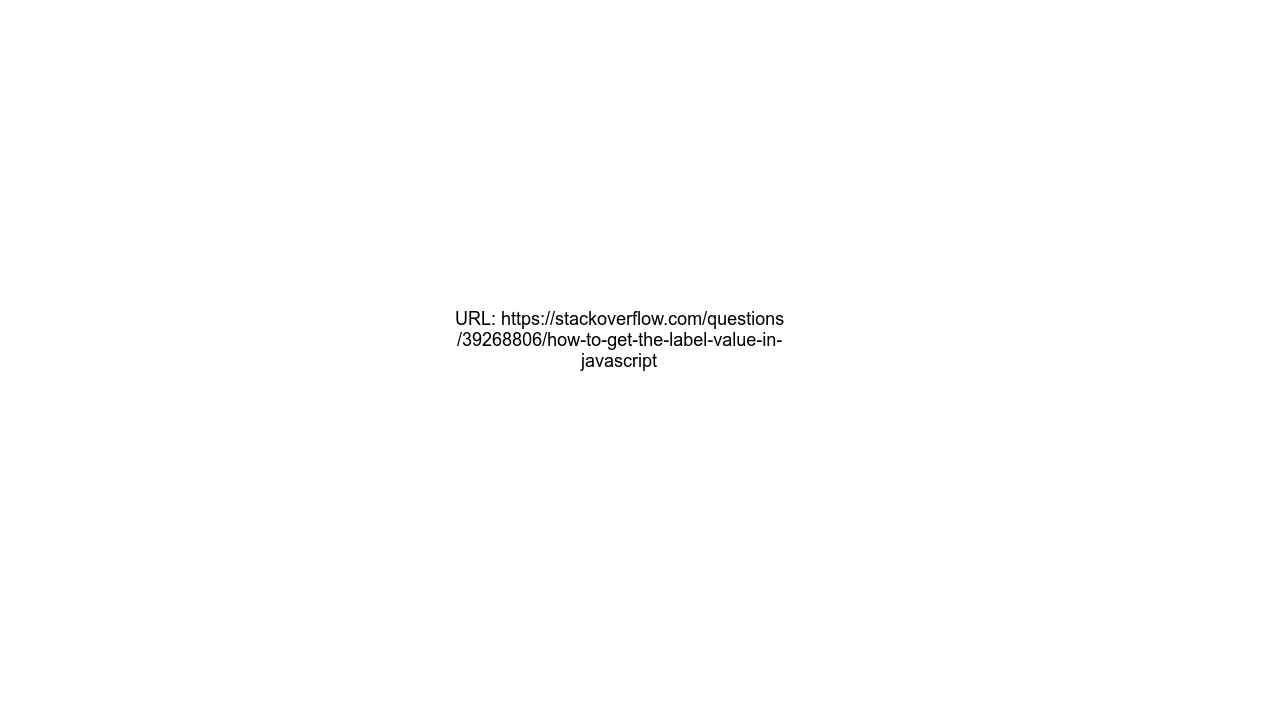 URL: https://stackoverflow.com/questions
/39268806/how-to-get-the-label-value-in-
javascript